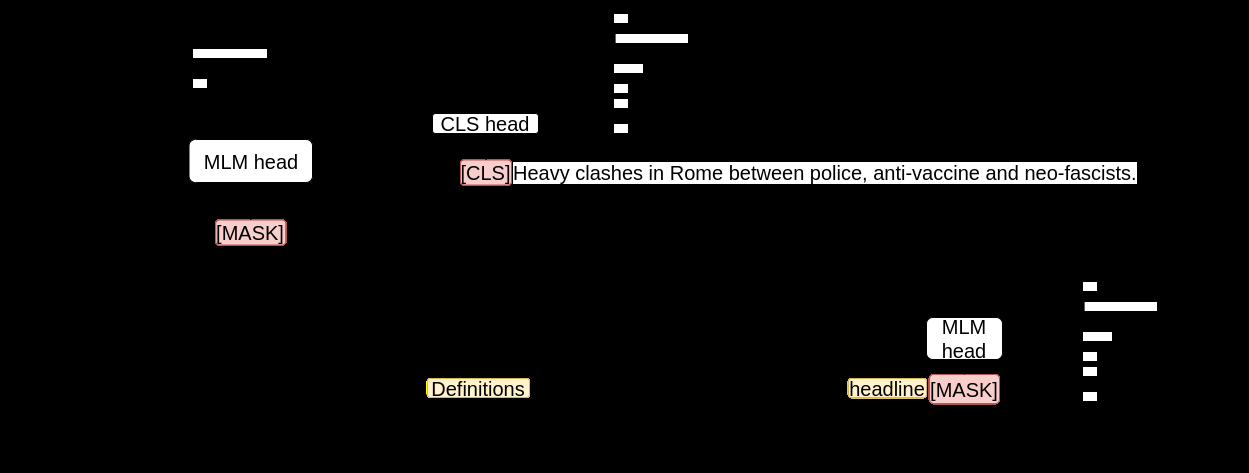 CLS head
MLM head
[CLS] Heavy clashes in Rome between police, anti-vaccine and neo-fascists.
[MASK]
MLM
head
Definitions
headline [MASK]